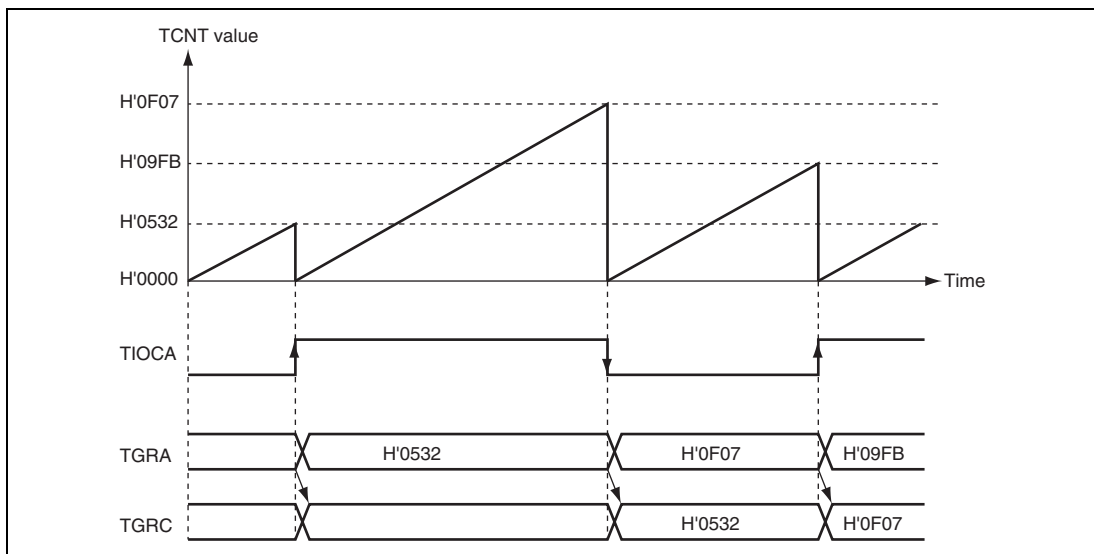 TCNT value
H'0F07
H'09FB
H'0532
H'0000
Time
TIOCA
TGRA
H'0532
H'0F07
H'09FB
TGRC
H'0532
H'0F07